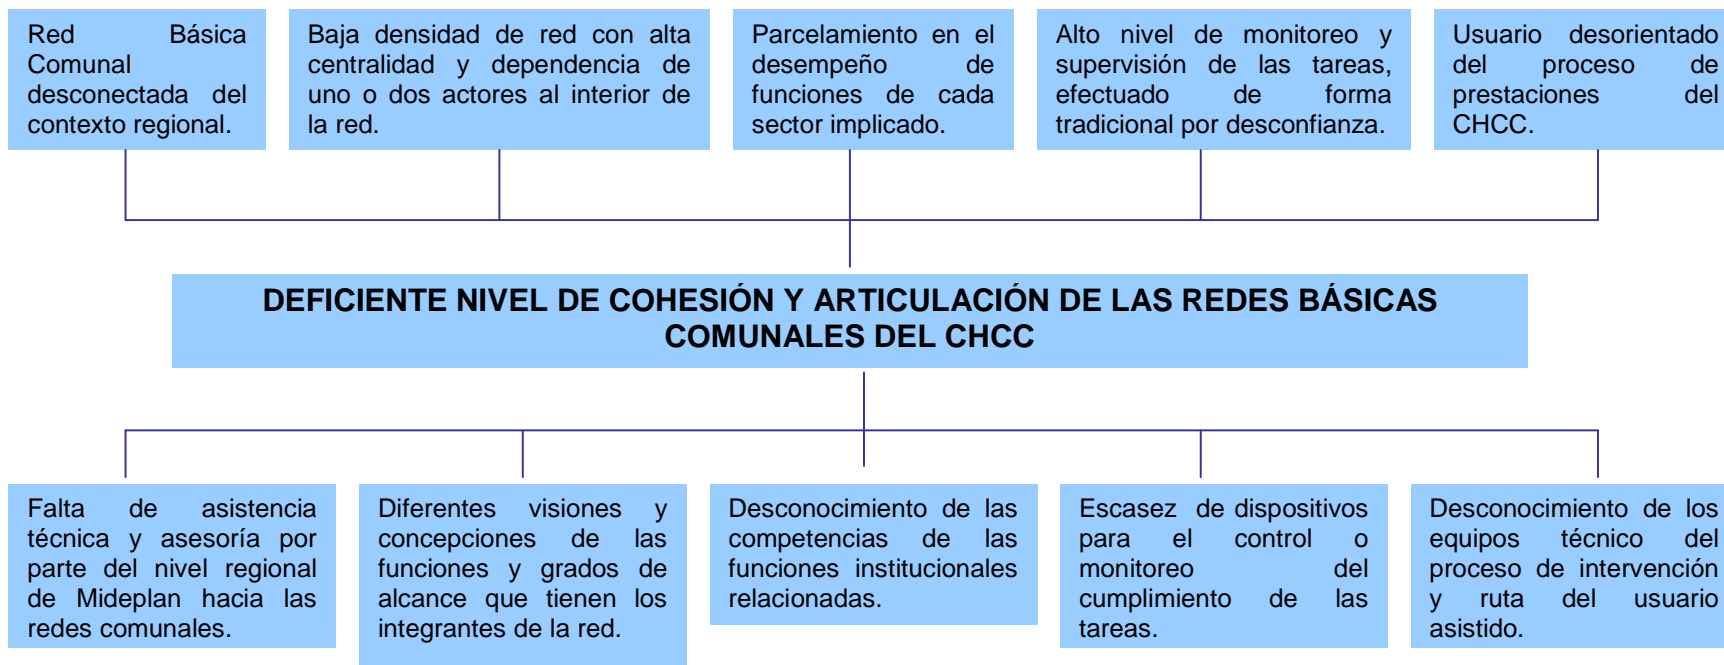 Red Básica
Comunal
desconectada del
contexto regional.
Baja densidad de red con alta
centralidad y dependencia de
uno o dos actores al interior de
la red.
Parcelamiento en el
desempeño de
funciones de cada
sector implicado.
Alto nivel de monitoreo y
supervisión de las tareas,
efectuado de forma
tradicional por desconfianza.
Usuario desorientado
del proceso de
prestaciones del
CHCC.
DEFICIENTE NIVEL DE COHESIÓN Y ARTICULACIÓN DE LAS REDES BÁSICAS
COMUNALES DEL CHCC
Falta de asistencia
técnica y asesoría por
parte del nivel regional
de Mideplan hacia las
redes comunales.
Diferentes visiones y
concepciones de las
funciones y grados de
alcance que tienen los
integrantes de la red.
Desconocimiento de las
competencias de las
funciones institucionales
relacionadas.
Escasez de dispositivos
para el control o
monitoreo del
cumplimiento de las
tareas.
Desconocimiento de los
equipos técnico del
proceso de intervención
y ruta del usuario
asistido.